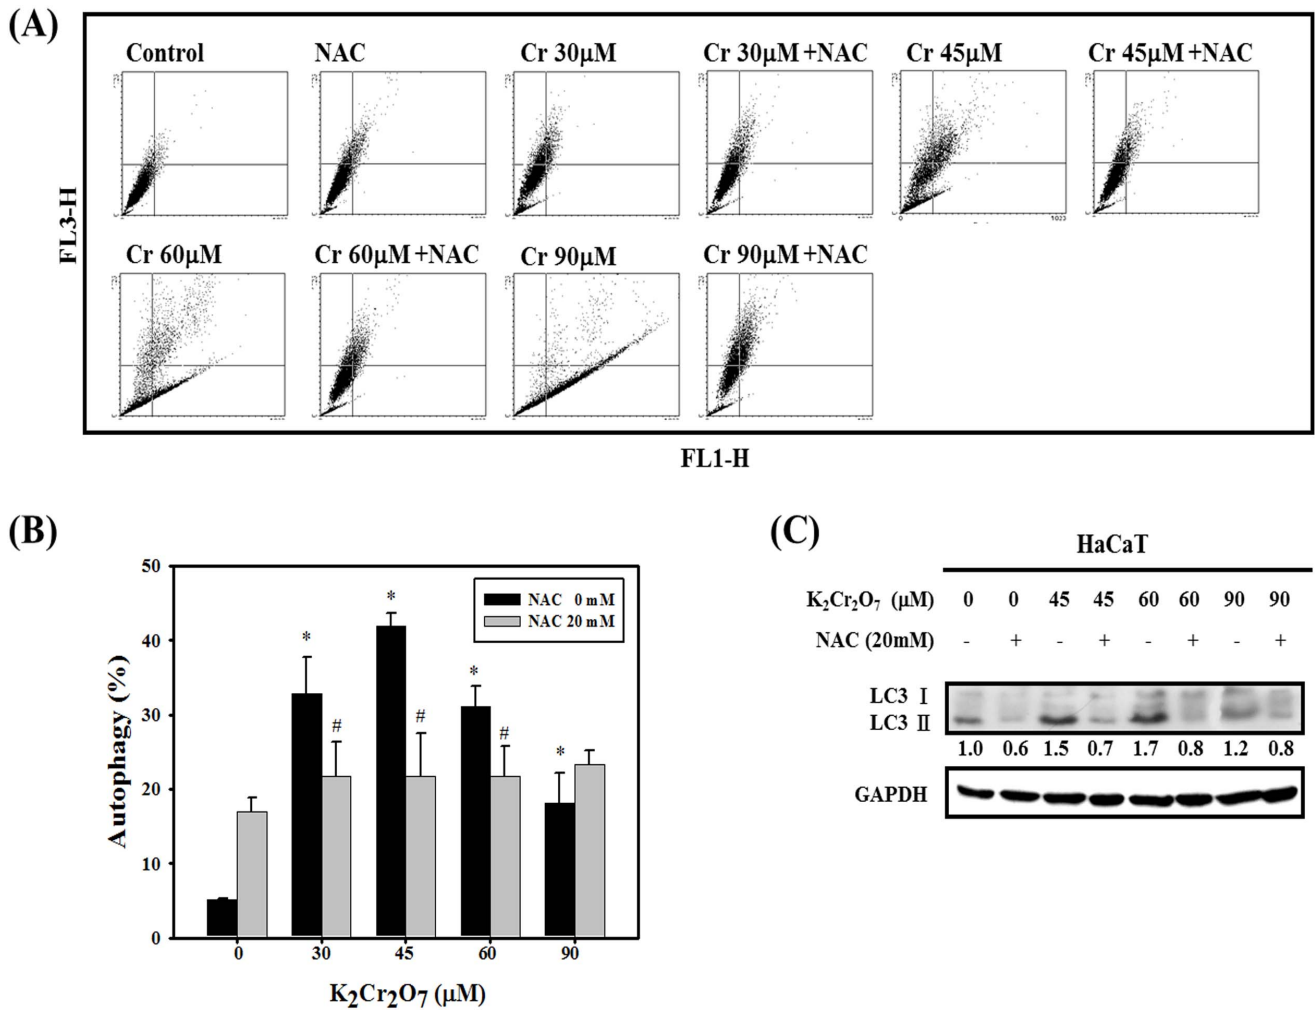 (A)
Control NAC Cr 30μM Cr 30μM +NAC Cr 45μM Cr 45μM +NAC
0 1023
FL3-H
Cr 60μM Cr 60μM +NAC Cr 90μM Cr 90μM +NAC
FL1-H
(B)
50
40
30
20
10
0
Autophagy (%)
NAC 0 mM
NAC 20 mM
* * * *
# # #
0 30 45 60 90
K2Cr2O7 (μM)
(C)
HaCaT
K2Cr2O7 (μM) 0 0 45 45 60 60 90 90
NAC (20mM) - + - + - + - +
LC3 Ⅰ
LC3 Ⅱ
1.0 0.6 1.5 0.7 1.7 0.8 1.2 0.8
GAPDH